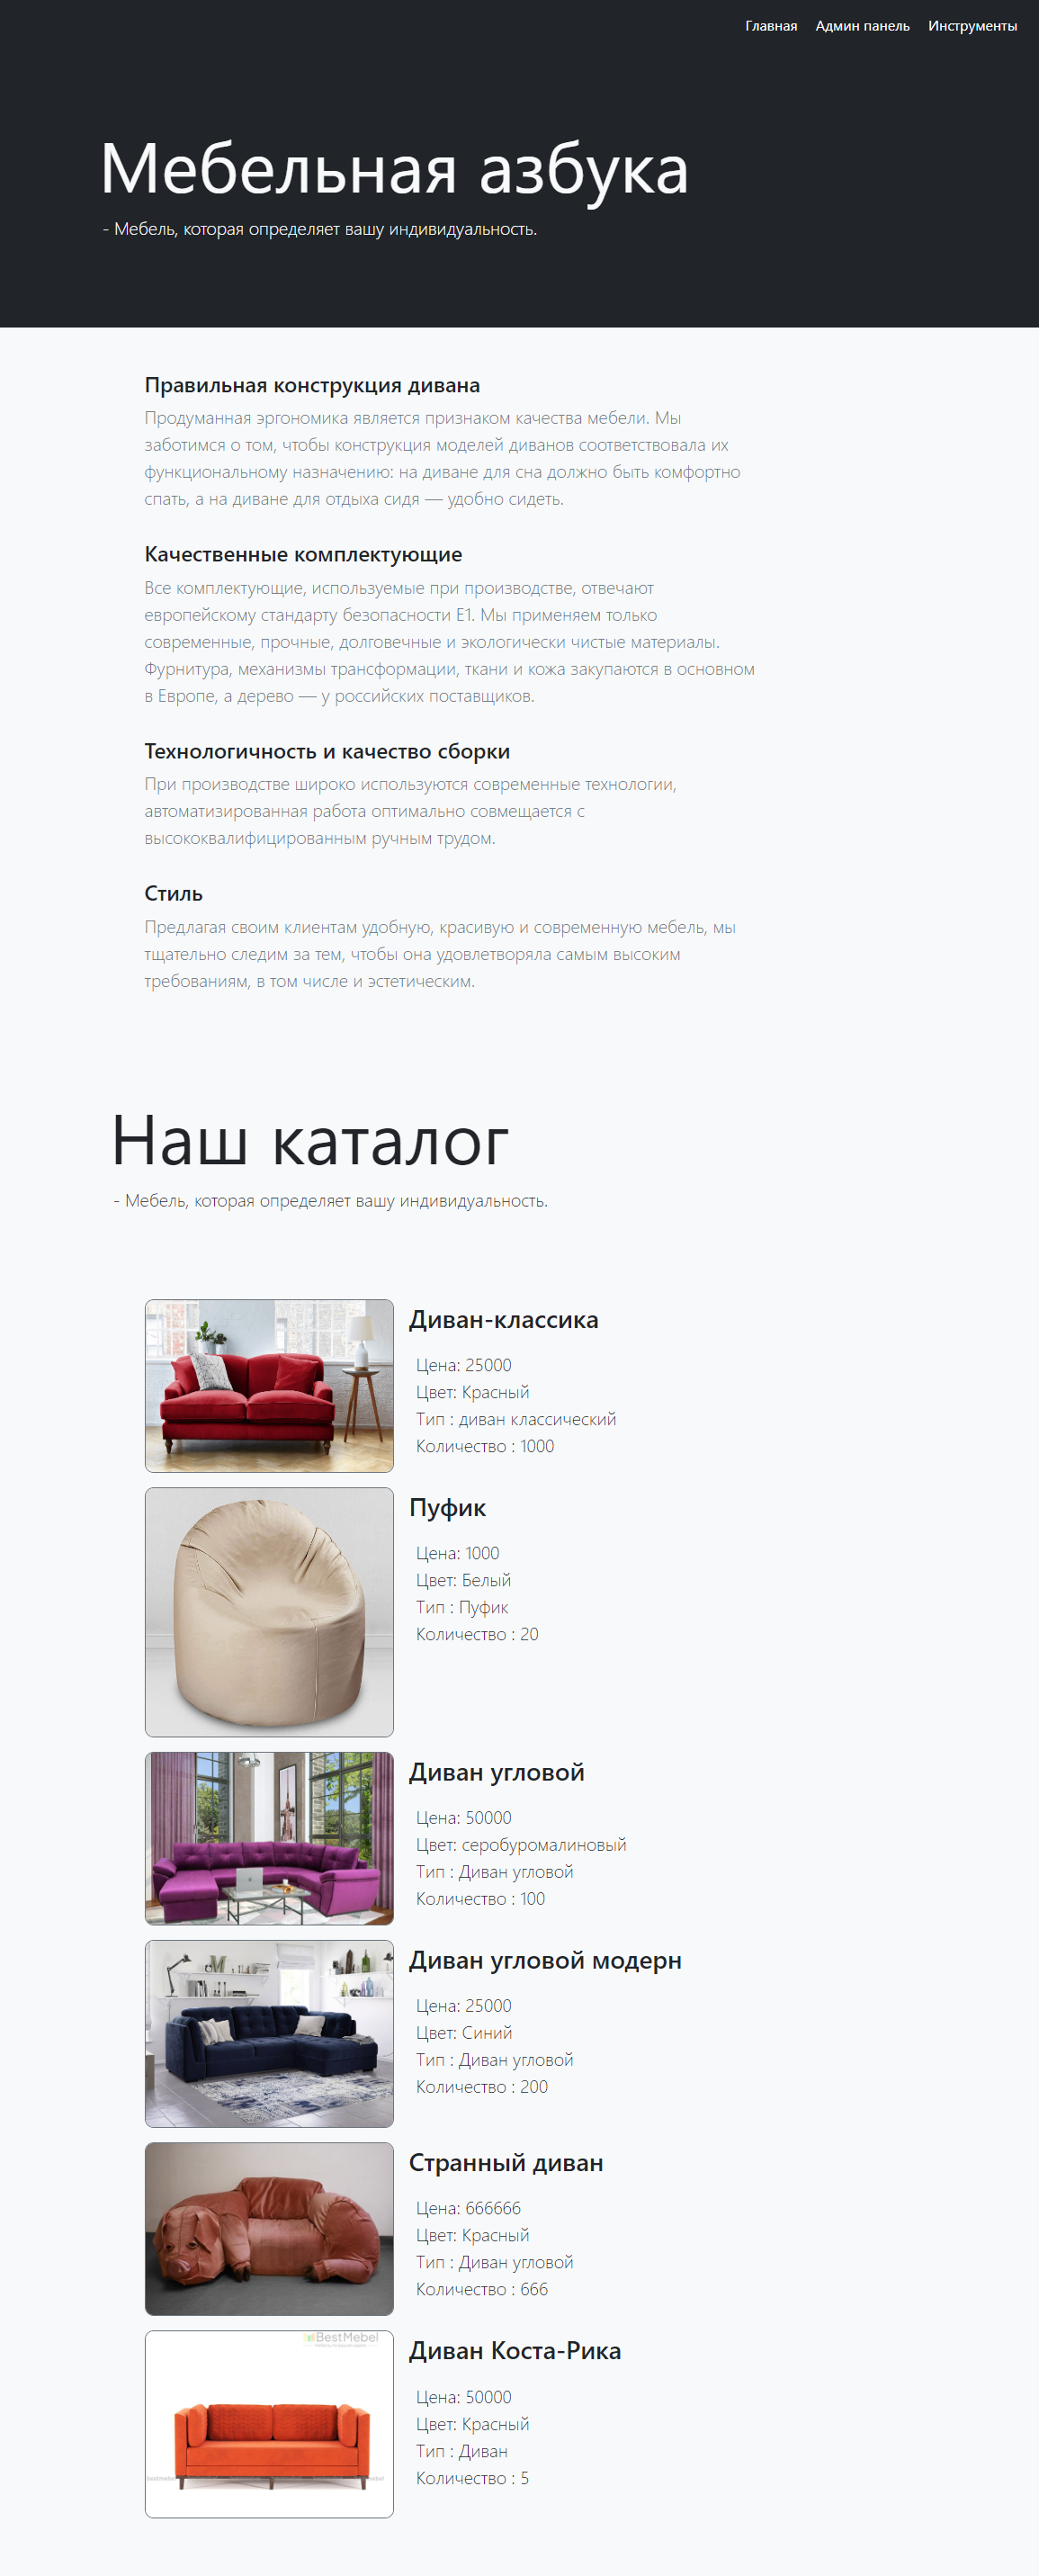 Главная Админ панель Инструменты
Мебельная азбука
- Мебель, которая определяет вашу индивидуальность.
Правильная конструкция дивана
Продуманная эргономика является признаком качества мебели. Мы
заботимся о том, чтобы конструкция моделей диванов соответствовала их
функциональному назначению: на диване для сна должно быть комфортно
спать, а на диване для отдыха сидя — удобно сидеть.
Качественные комплектующие
Все комплектующие, используемые при производстве, отвечают
европейскому стандарту безопасности E1. Мы применяем только
современные, прочные, долговечные и экологически чистые материалы.
Фурнитура, механизмы трансформации, ткани и кожа закупаются в основном
в Европе, а дерево — у российских поставщиков.
Технологичность и качество сборки
При производстве широко используются современные технологии,
автоматизированная работа оптимально совмещается с
высококвалифицированным ручным трудом.
Стиль
Предлагая своим клиентам удобную, красивую и современную мебель, мы
тщательно следим за тем, чтобы она удовлетворяла самым высоким
требованиям, в том числе и эстетическим.
Наш каталог
- Мебель, которая определяет вашу индивидуальность.
Диван-классика
Цена: 25000
Цвет: Красный
Тип : диван классический
Количество : 1000
Пуфик
Цена: 1000
Цвет: Белый
Тип : Пуфик
Количество : 20
Диван угловой
Цена: 50000
Цвет: серобуромалиновый
Тип : Диван угловой
Количество : 100
Диван угловой модерн
Цена: 25000
Цвет: Синий
Тип : Диван угловой
Количество : 200
Странный диван
Цена: 666666
Цвет: Красный
Тип : Диван угловой
Количество : 666
BestMebel
Диван Коста-Рика
Цена: 50000
Цвет: Красный
Тип : Диван
Количество : 5